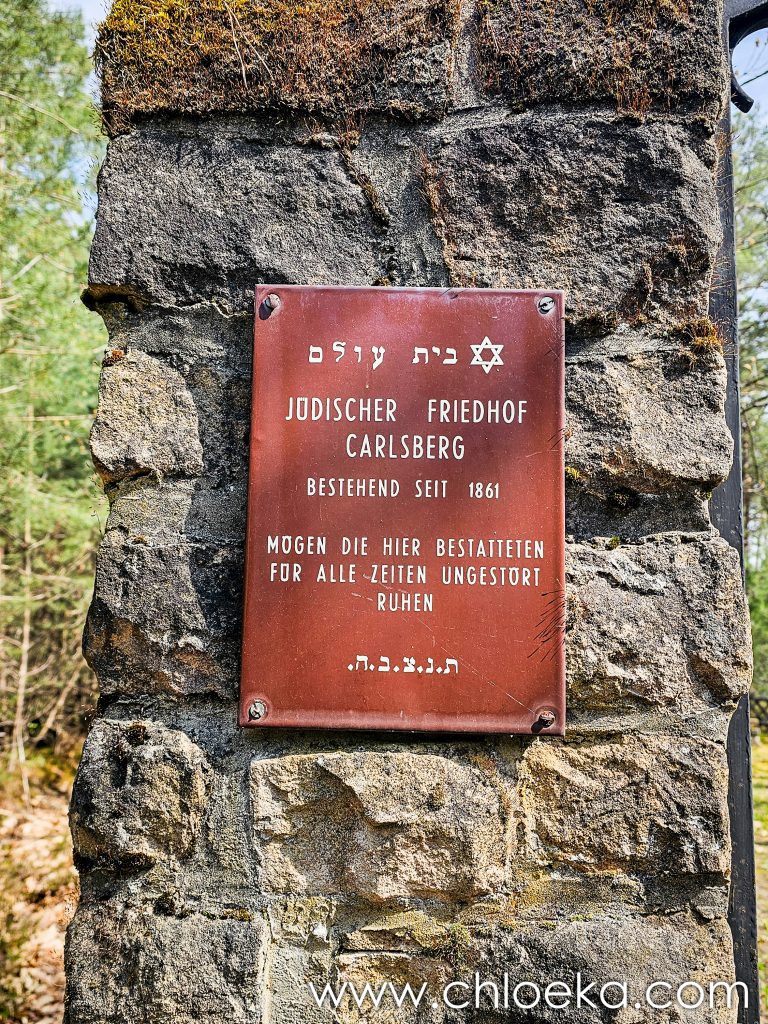 בית עולם
JÜDISCHER FRIEDHOF
CARLSBERG
BESTEHEND SEIT 1861
MÖGEN DIE HIER BESTATTETEN
FÜR ALLE ZEITEN UNGESTÖRT
RUHEN
ת.נ.צ.ב.ה.
www.chloeka.com